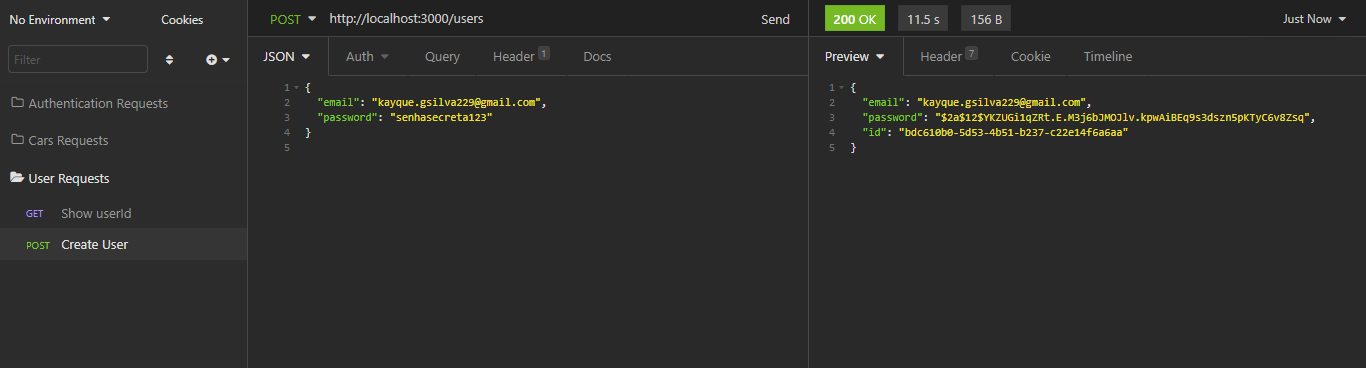 No Environment Cookies
POST http://localhost:3000/users Send
200 OK 11.5 s 156 B Just Now
Filter
JSON Auth Query Header 1 Docs
Preview Header 7 Cookie Timeline
Authentication Requests
Cars Requests
User Requests
GET Show userId
POST Create User
1 {
2 "email": "kayque.gsilva229@gmail.com",
3 "password": "senhasecreta123"
4 }
5
1 {
2 "email": "kayque.gsilva229@gmail.com",
3 "password": "$2a$12$YKZUGi1qZRt.E.M3j6bJMOJlv.kpwAiBEq9s3dszn5pKTyC6v8Zsq",
4 "id": "bdc610b0-5d53-4b51-b237-c22e14f6a6aa"
5 }